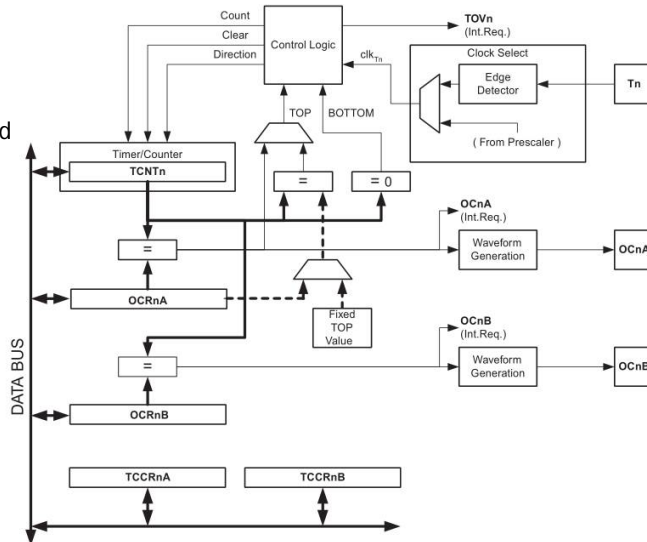 Count
Clear
Direction
Control Logic
TOVn
(Int.Req.)
clkTn
Clock Select
Edge
Detector
Tn
( From Prescaler )
TOP
BOTTOM
d
Timer/Counter
TCNTn
=
= 0
=
OCnA
(Int.Req.)
Waveform
Generation
OCnA
OCRnA
Fixed
TOP
Value
OCnB
(Int.Req.)
=
Waveform
Generation
OCnB
OCRnB
DATA BUS
TCCRnA
TCCRnB